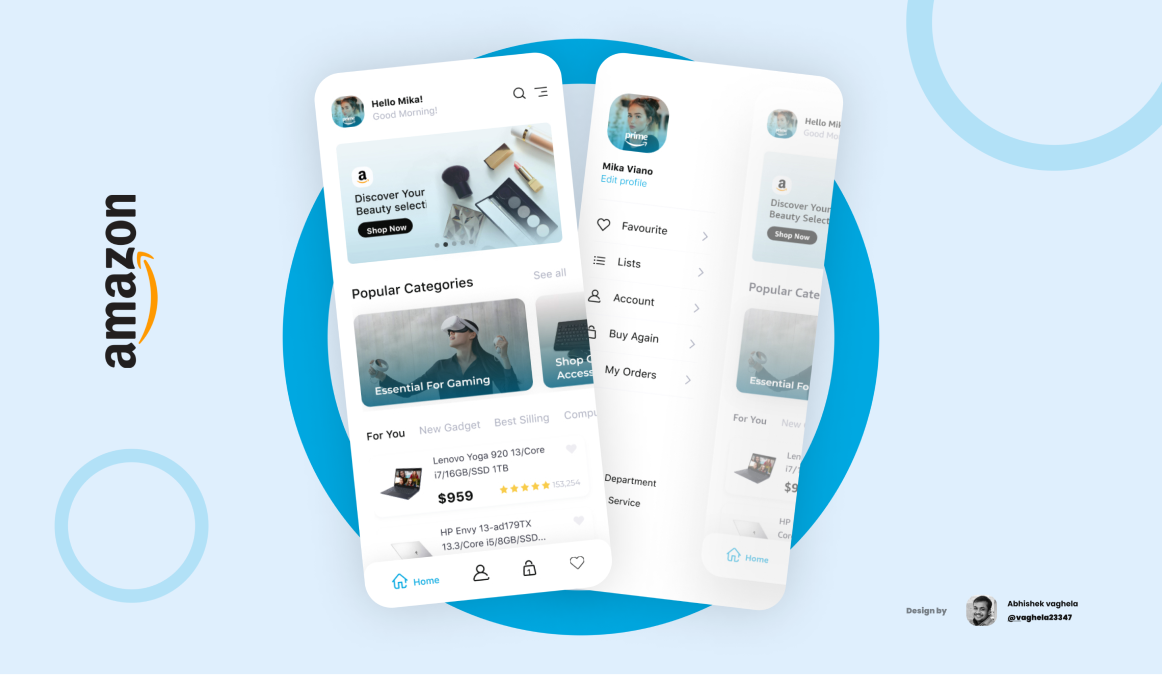 amazon
Hello Mika!
Good Morning!
a
Discover Your
Beauty select
Shop Now
Popular Categories
See all
Essential For Gaming
Shop
Access
For You
New Gadget
Best Silling
Compu
Lenovo Yoga 920 13/Core
i7/16GB/SSD 1TB
$959
153,254
HP Envy 13-ad179TX
13.3/Core i5/8GB/SSD...
Home
prime
Mika Viano
Edit profile
Favourite
Lists
Account
Buy Again
My Orders
Department
Service
Hello Mik
Good Mo
a
Discover Your
Beauty Select
Shop Now
Popular Cate
Essential Fo
For You
New
Len
i7/
$9
HP
Cor
Home
Design by
Abhishek vaghela
@vaghela23347